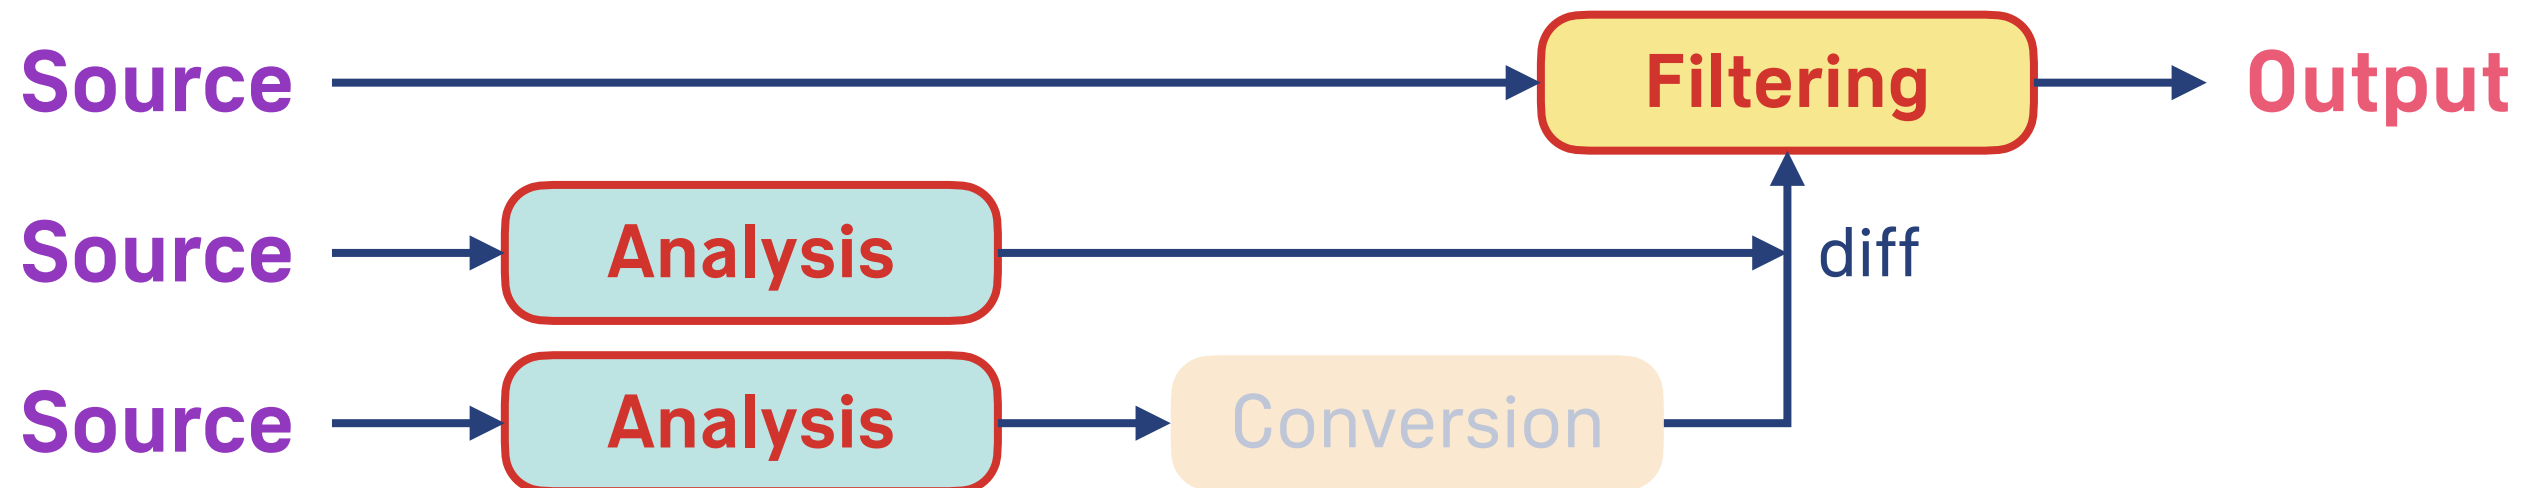 Source Filtering Output
Source Analysis diff
Source Analysis Conversion